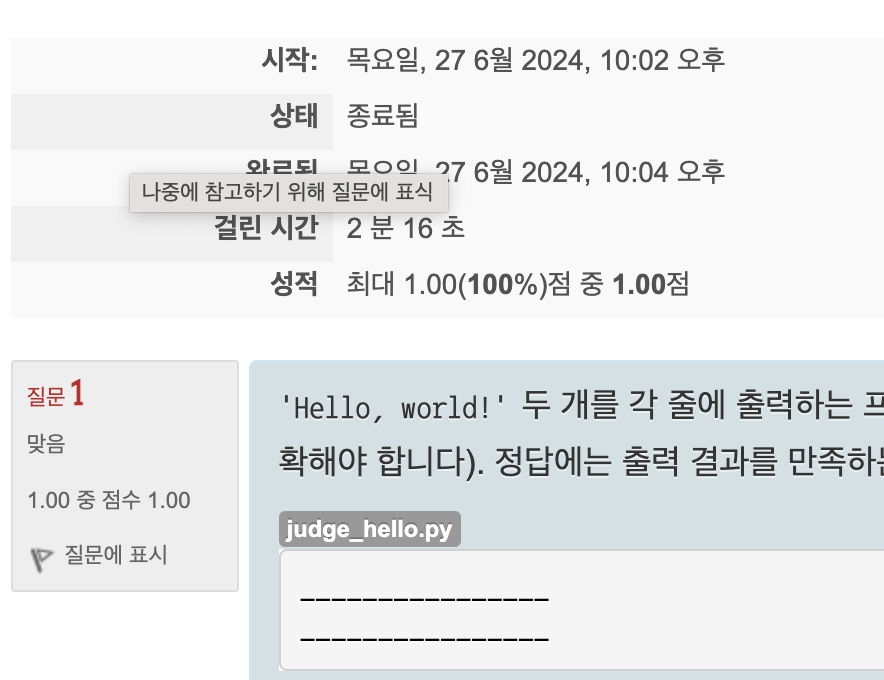 시작: 목요일, 27 6월 2024, 10:02 오후
상태 종료됨
완료됨 목요일, 27 6월 2024, 10:04 오후
나중에 참고하기 위해 질문에 표식
걸린 시간 2 분 16 초
성적 최대 1.00(100%)점 중 1.00점
질문 1
맞음
1.00 중 점수 1.00
질문에 표시
'Hello, world!' 두 개를 각 줄에 출력하는
확해야 합니다). 정답에는 출력 결과를 만족하는
judge_hello.py
________________
________________